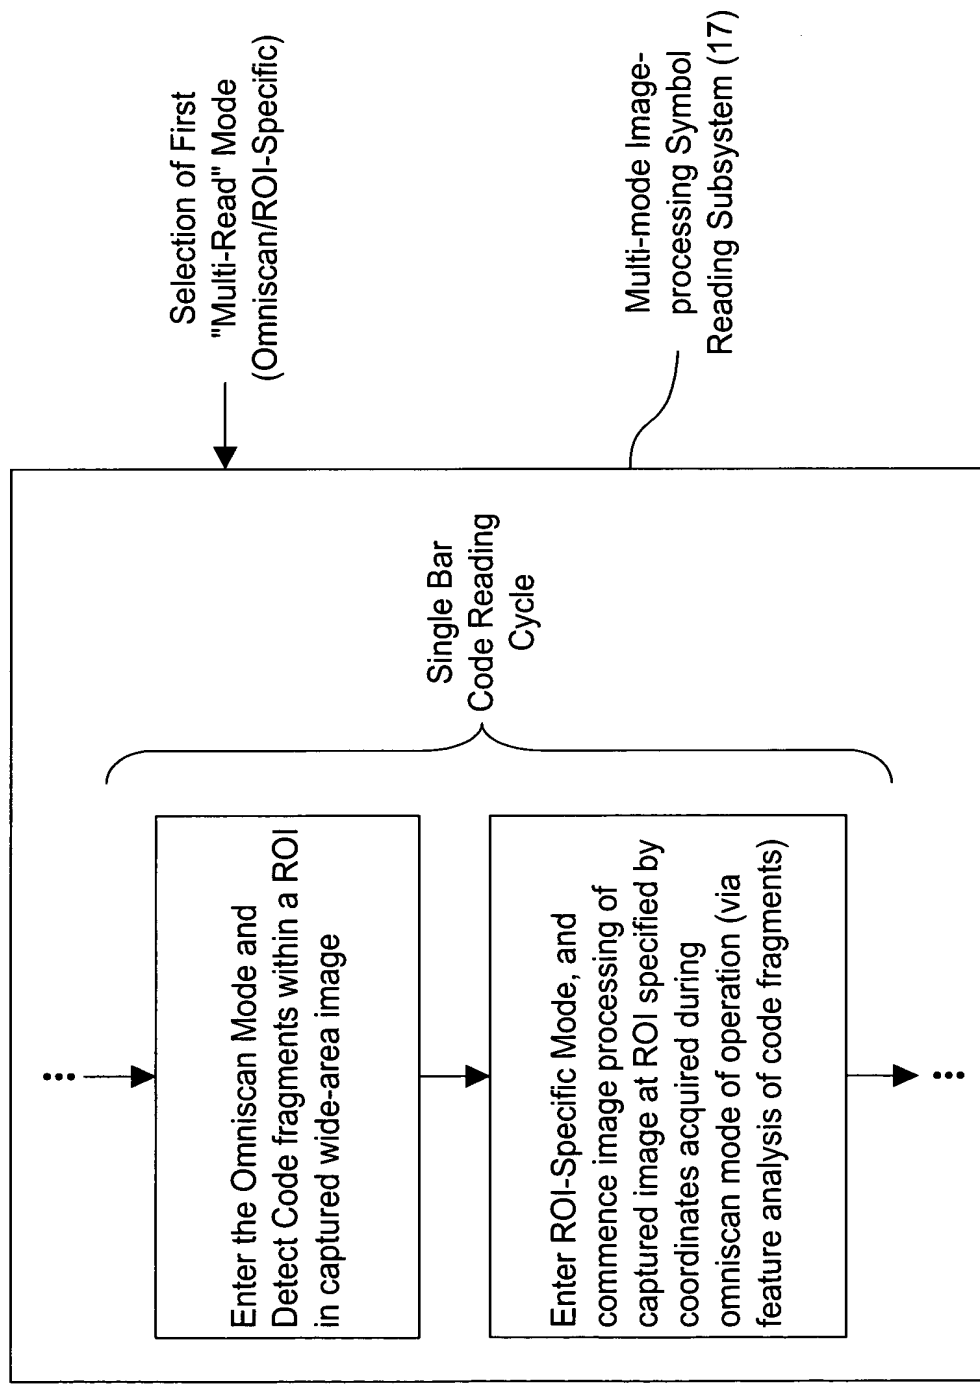 Selection of First
"Multi-Read" Mode
(Omniscan/ROI-Specific)
Multi-mode Image-
processing Symbol
Reading Subsystem (17)
Single Bar
Code Reading
Cycle
Enter the Omniscan Mode and
Detect Code fragments within a ROI
in captured wide-area image
Enter ROI-Specific Mode, and
commence image processing of
captured image at ROI specified by
coordinates acquired during
omniscan mode of operation (via
feature analysis of code fragments)